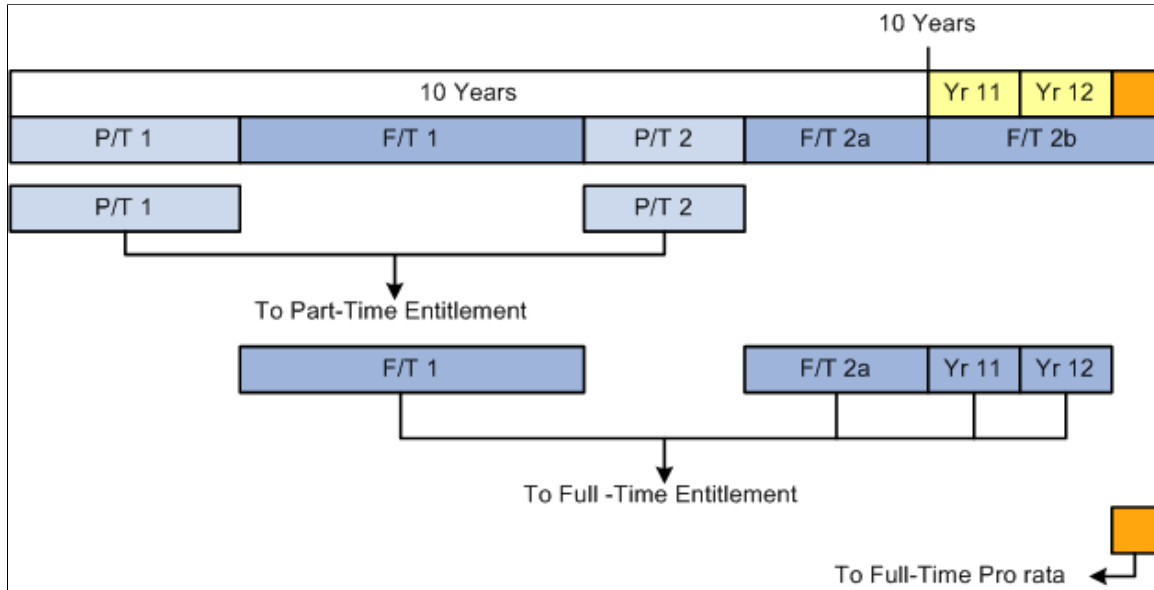 10 Years
10 Years Yr 11 Yr 12
P/T 1 F/T 1 P/T 2 F/T 2a F/T 2b
P/T 1 P/T 2
To Part-Time Entitlement
F/T 1 F/T 2a Yr 11 Yr 12
To Full -Time Entitlement
To Full-Time Pro rata